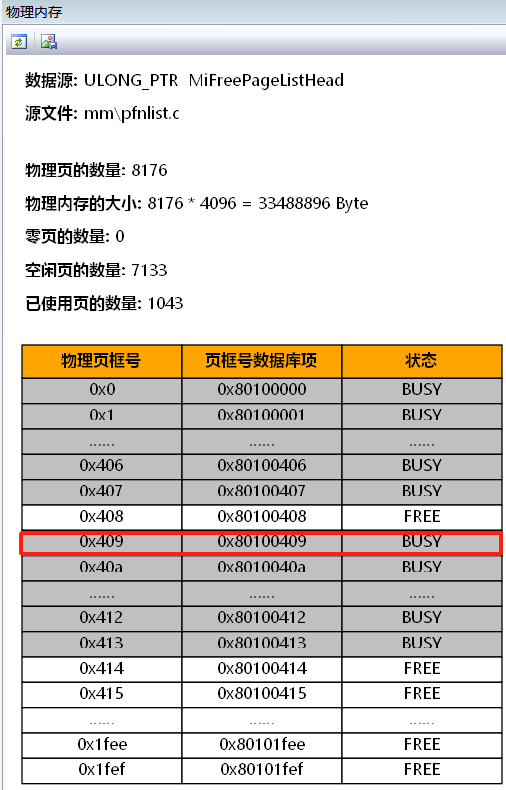 物理内存
数据源: ULONG_PTR MiFreePageListHead
源文件: mm\pfnlist.c
物理页的数量: 8176
物理内存的大小: 8176 * 4096 = 33488896 Byte
零页的数量: 0
空闲页的数量: 7133
已使用页的数量: 1043
物理页框号 页框号数据库项 状态
0x0 0x80100000 BUSY
0x1 0x80100001 BUSY
...... ...... ......
0x406 0x80100406 BUSY
0x407 0x80100407 BUSY
0x408 0x80100408 FREE
0x409 0x80100409 BUSY
0x40a 0x8010040a BUSY
...... ...... ......
0x412 0x80100412 BUSY
0x413 0x80100413 BUSY
0x414 0x80100414 FREE
0x415 0x80100415 FREE
...... ...... ......
0x1fee 0x80101fee FREE
0x1fef 0x80101fef FREE